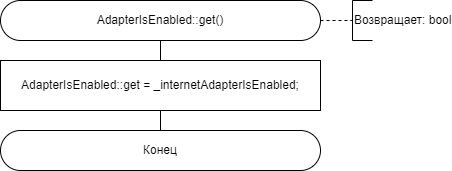 AdapterIsEnabled::get()
Возвращает: bool
AdapterIsEnabled::get = _internetAdapterIsEnabled;
Конец